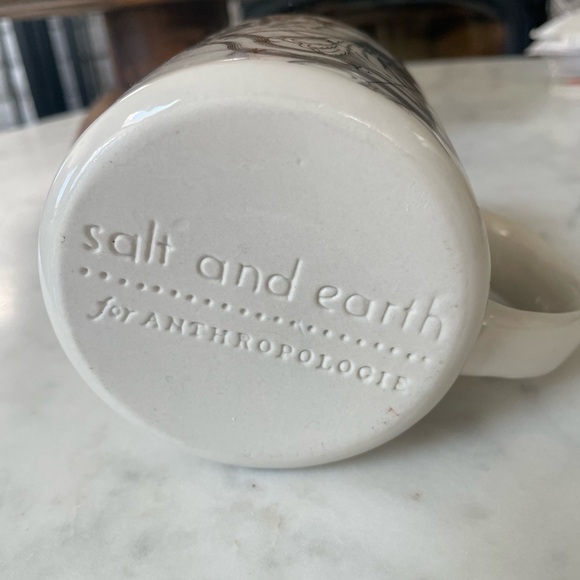 salt and earth
for ANTHROPOLOGIE